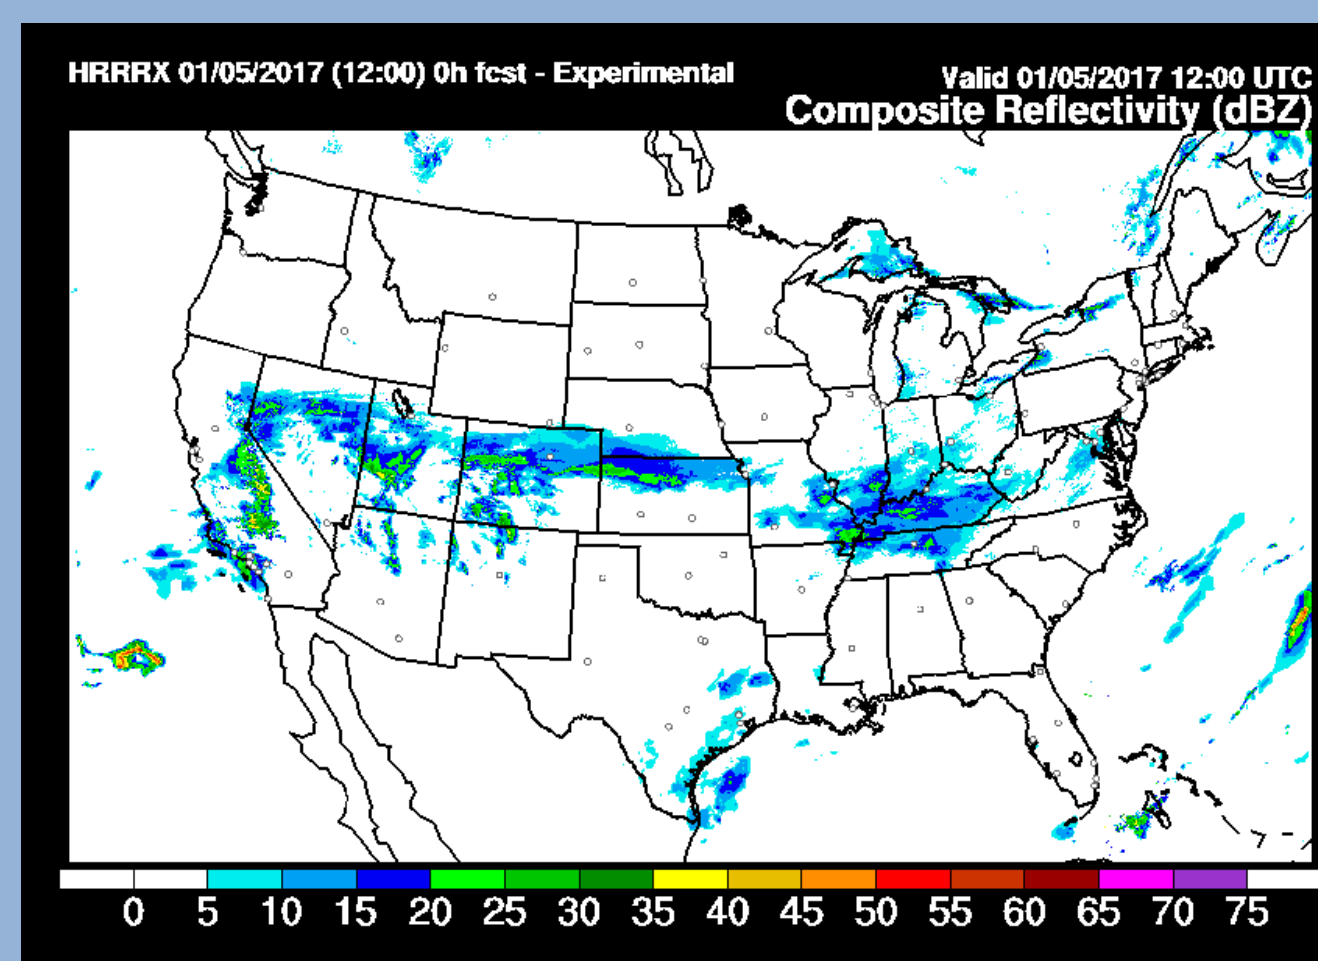 HRRRX 01/05/2017 (12:00) 0h fcst - Experimental
Valid 01/05/2017 12:00 UTC
Composite Reflectivity (dBZ)
0 5 10 15 20 25 30 35 40 45 50 55 60 65 70 75